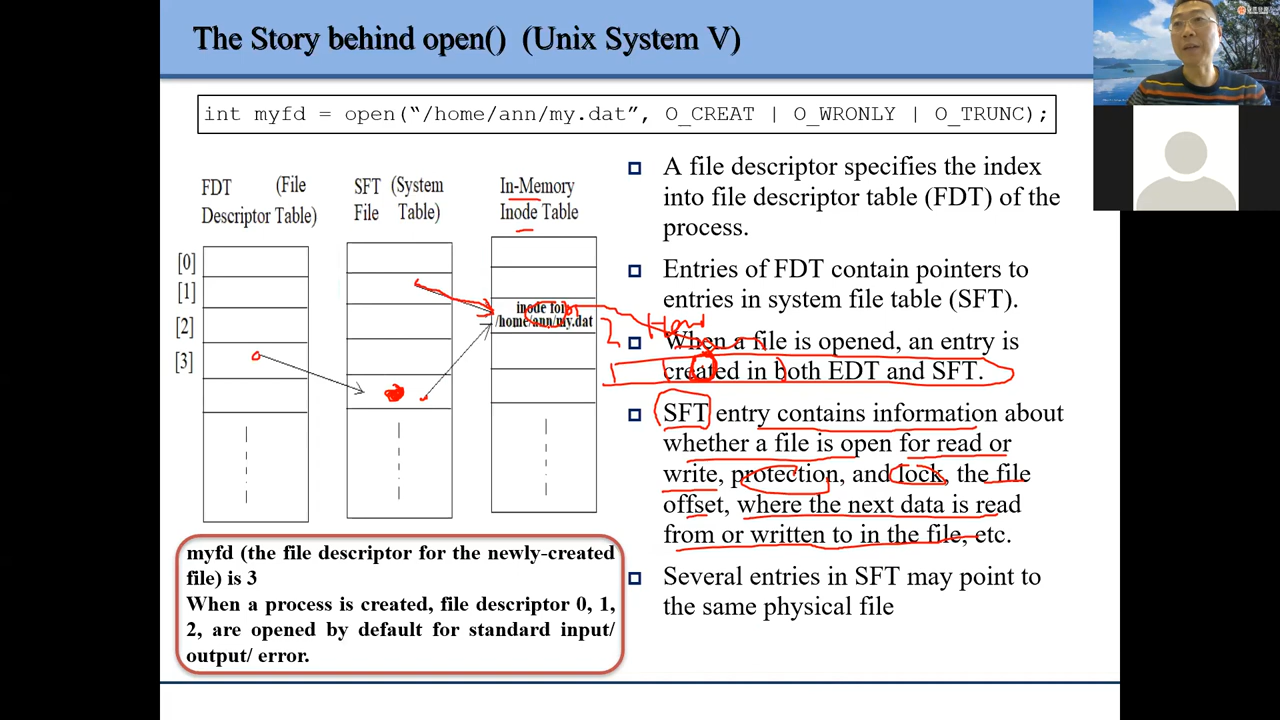 The Story behind open()  (Unix System V)
int myfd = open(“/home/ann/my.dat”, O_CREAT | O_WRONLY | O_TRUNC);
FDT (File
Descriptor Table)
SFT (System
File Table)
In-Memory
Inode Table
[0]
[1]
[2]
[3]
inode for
/home/ann/my.dat
A file descriptor specifies the index
into file descriptor table (FDT) of the
process.
Entries of FDT contain pointers to
entries in system file table (SFT).
When a file is opened, an entry is
created in both EDT and SFT.
SFT entry contains information about
whether a file is open for read or
write, protection, and lock, the file
offset, where the next data is read
from or written to in the file, etc.
Several entries in SFT may point to
the same physical file
myfd (the file descriptor for the newly-created
file) is 3
When a process is created, file descriptor 0, 1,
2, are opened by default for standard input/
output/ error.